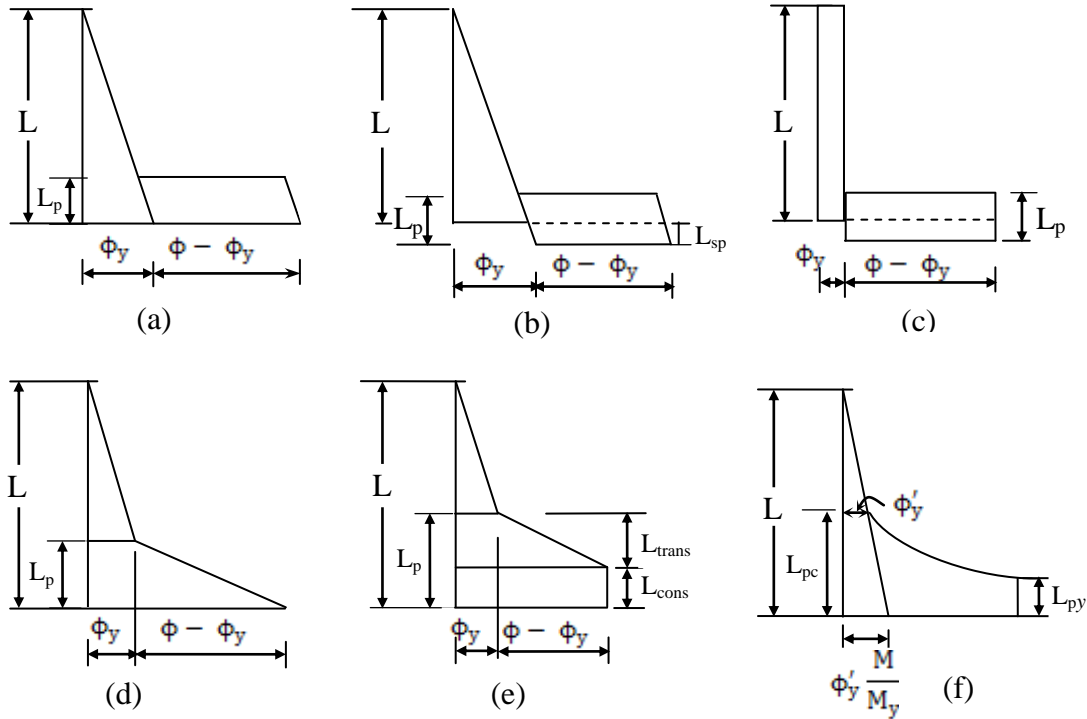 L
L_p
ϕ_y
ϕ − ϕ_y
(a)
L
L_p
L_sp
ϕ_y
ϕ − ϕ_y
(b)
L
L_p
ϕ_y
ϕ − ϕ_y
(c)
L
L_p
ϕ_y
ϕ − ϕ_y
(d)
L
L_p
L_trans
L_cons
ϕ_y
ϕ − ϕ_y
(e)
L
ϕ′_y
L_pc
L_py
ϕ′_y M/M_y
(f)